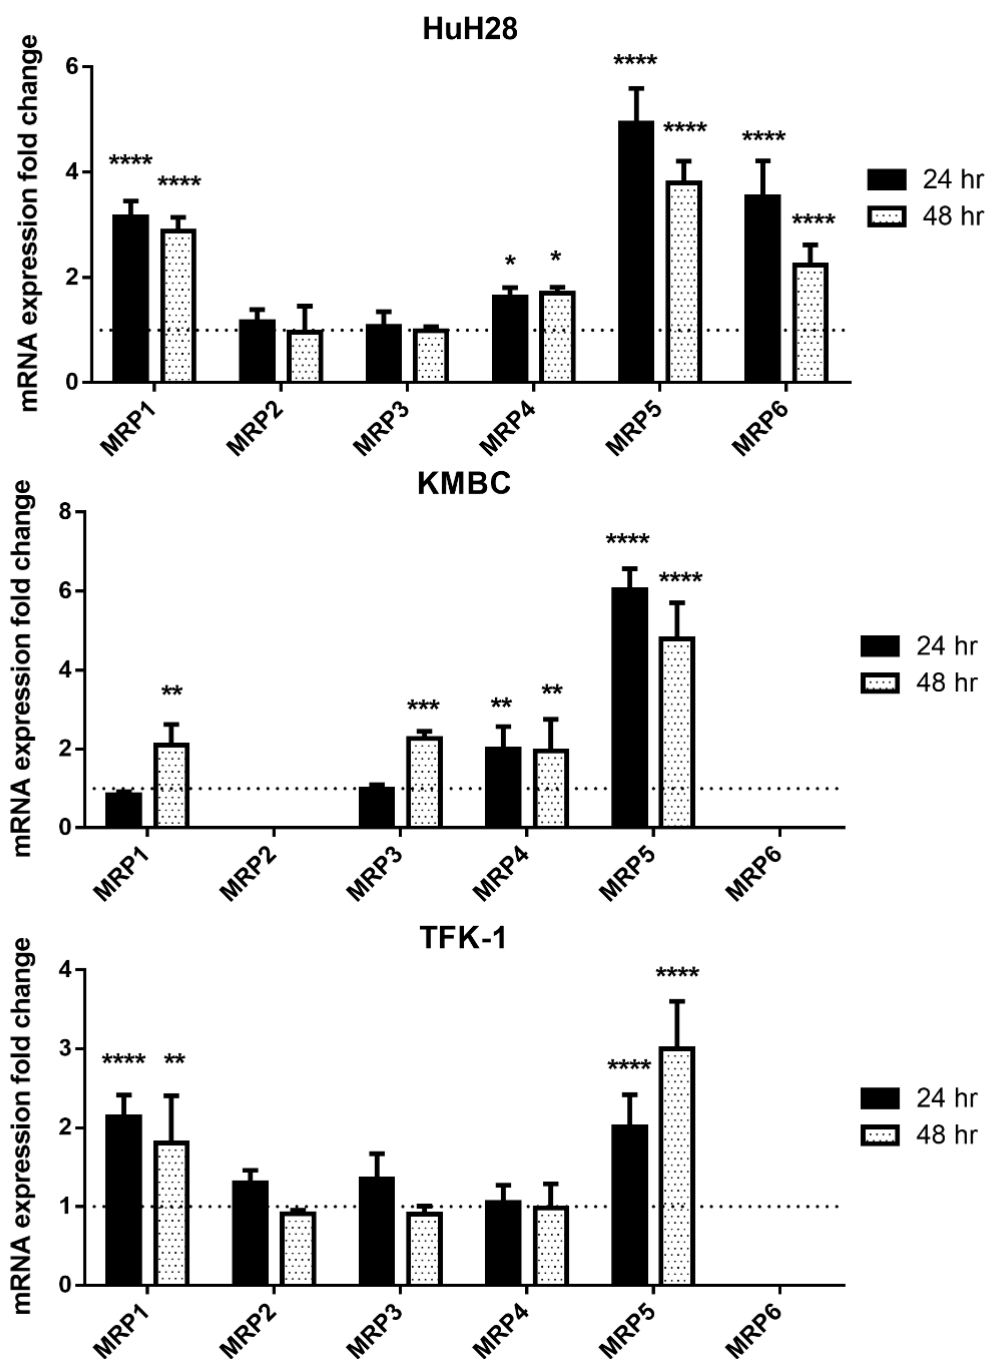 HuH28
mRNA expression fold change
6
4
2
0
**** **** * * **** **** **** ****
MRP1 MRP2 MRP3 MRP4 MRP5 MRP6
24 hr
48 hr
KMBC
mRNA expression fold change
8
6
4
2
0
** *** ** ** **** ****
MRP1 MRP2 MRP3 MRP4 MRP5 MRP6
24 hr
48 hr
TFK-1
mRNA expression fold change
4
3
2
1
0
**** ** **** ****
MRP1 MRP2 MRP3 MRP4 MRP5 MRP6
24 hr
48 hr